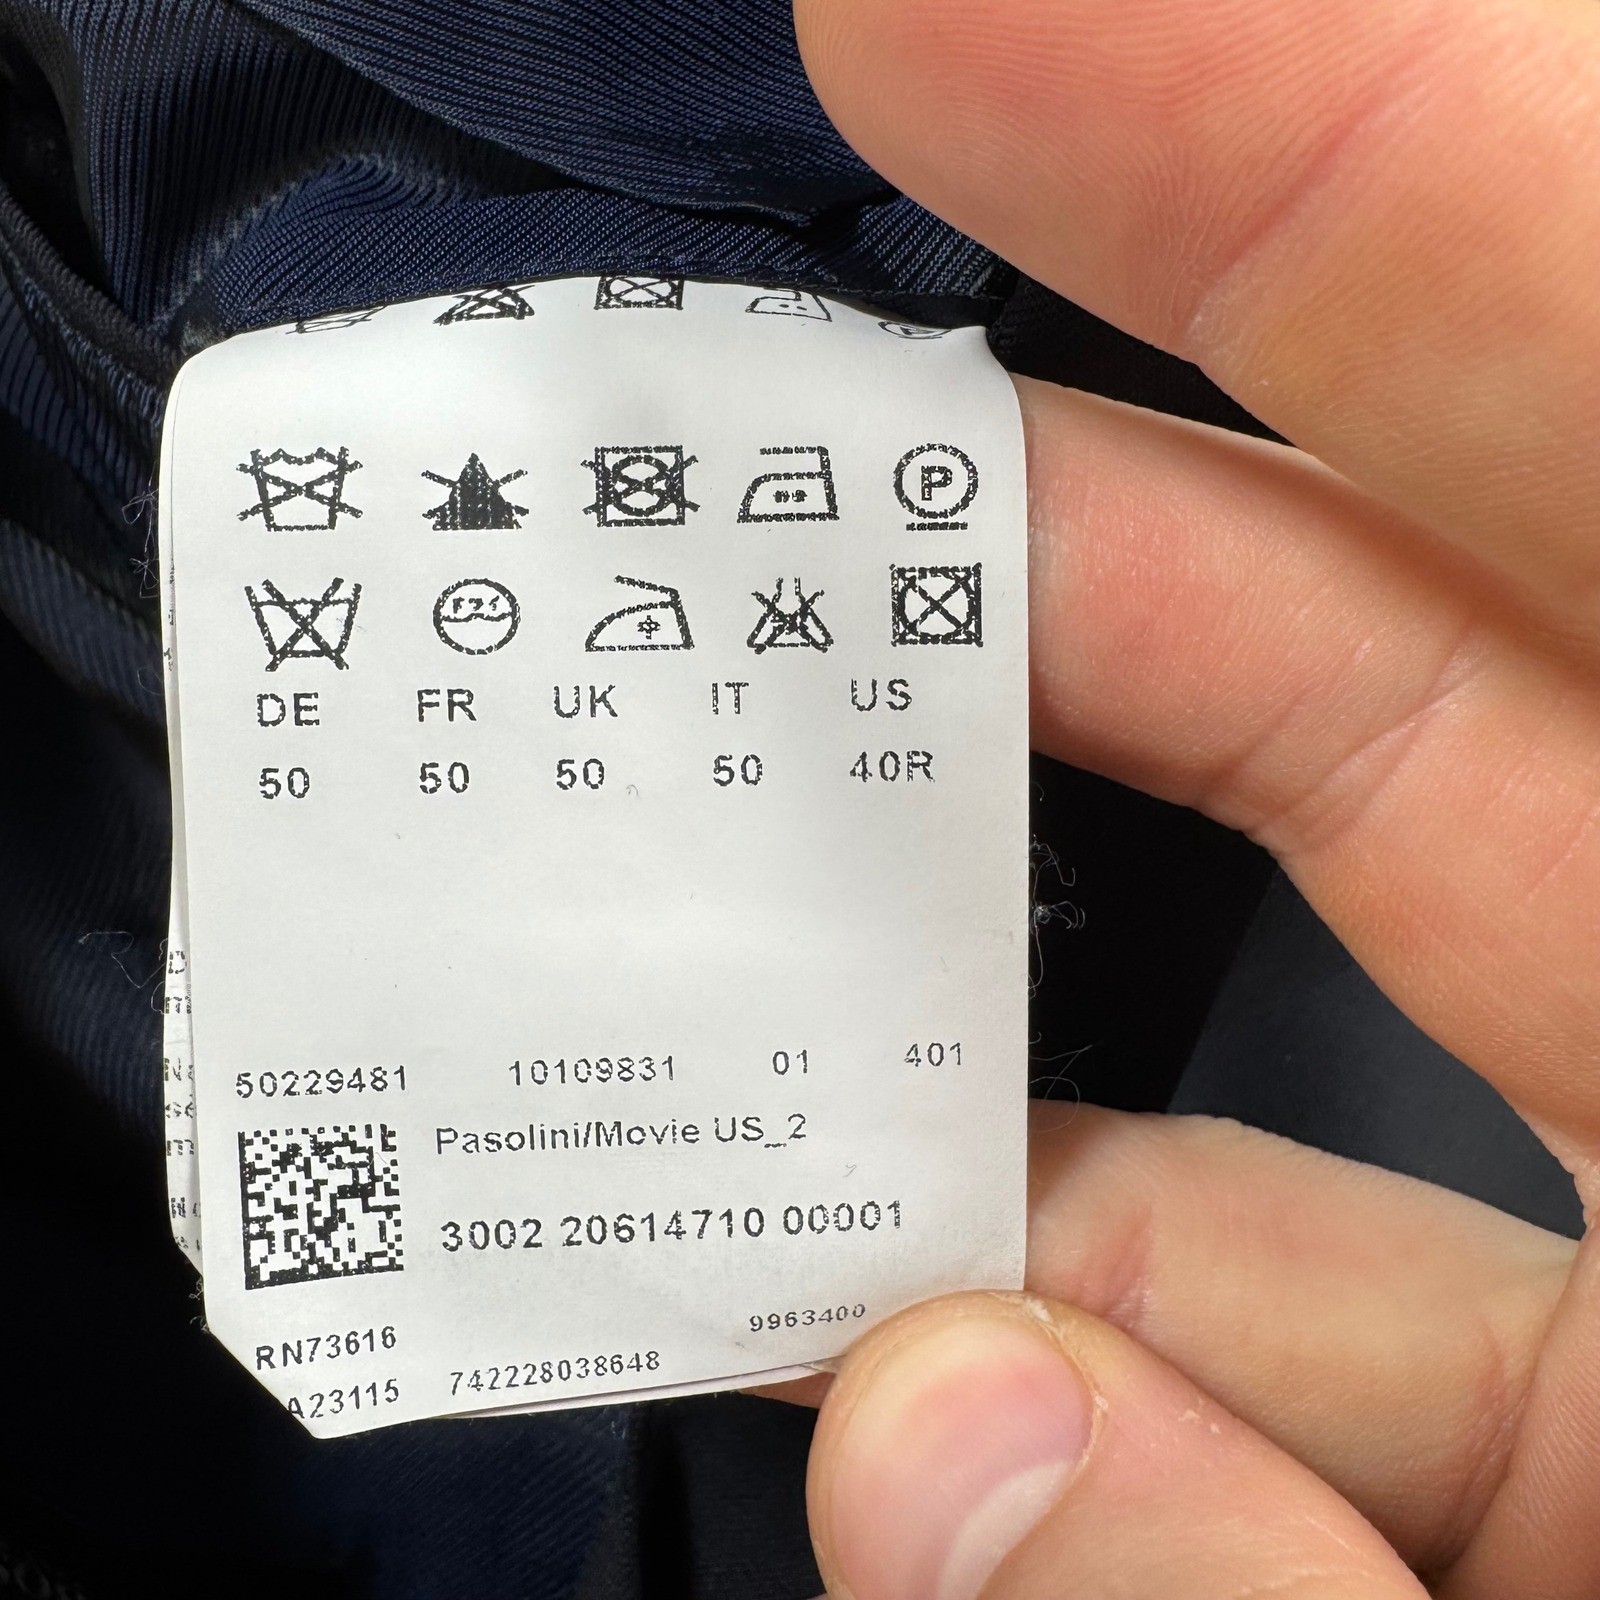 P
DE FR UK IT US
50 50 50 50 40R
50229481 10109831 01 401
Pasolini/Movie US_2
3002 20614710 00001
9963400
RN73616
A23115 742228038648